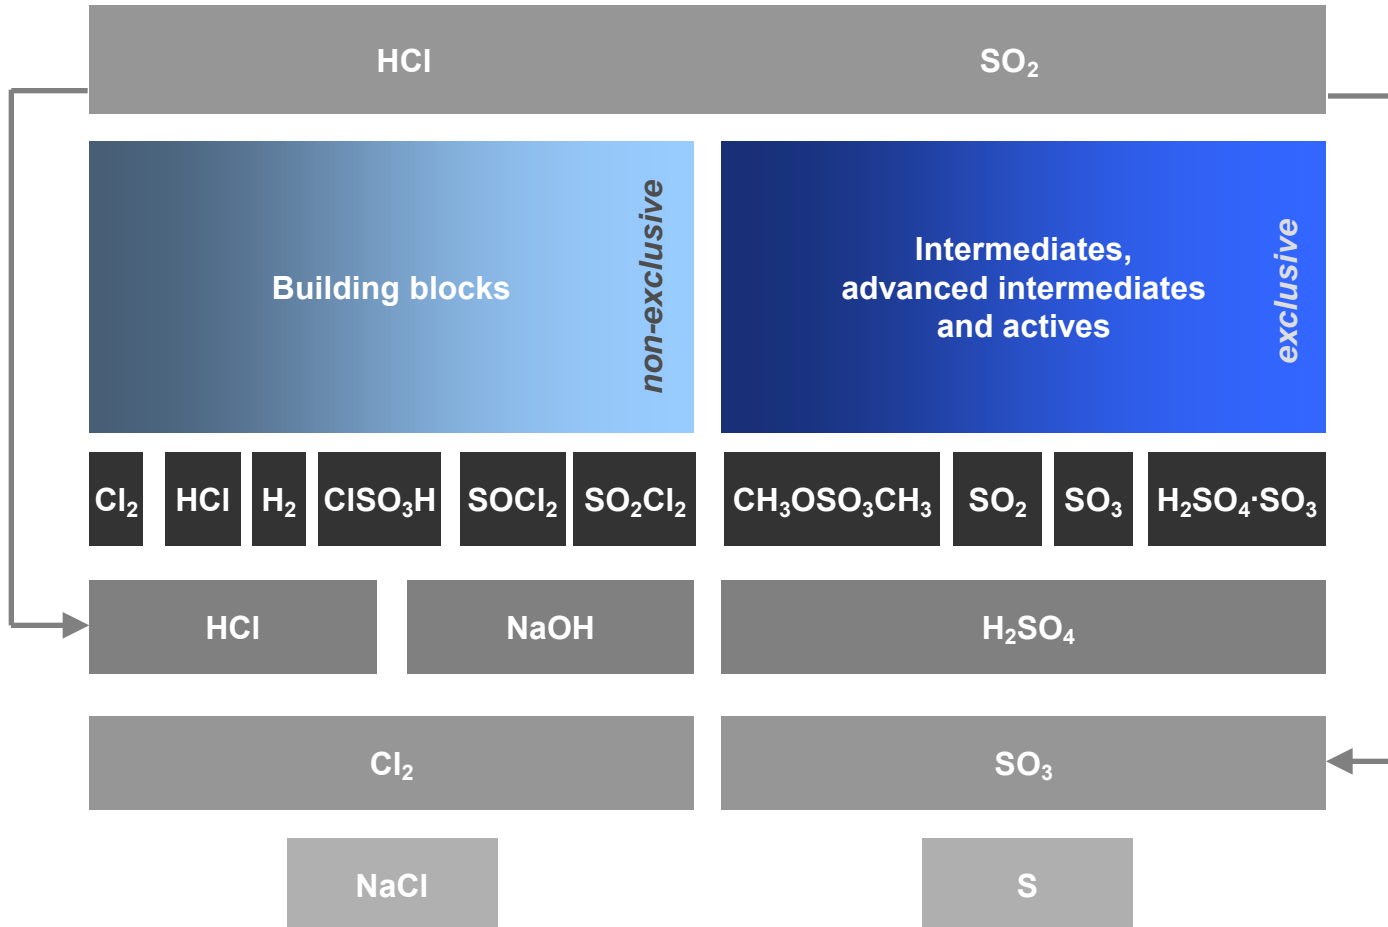 HCl SO₂
Building blocks
non-exclusive
Intermediates,
advanced intermediates
and actives
exclusive
Cl₂ HCl H₂ ClSO₃H SOCl₂ SO₂Cl₂ CH₃OSO₃CH₃ SO₂ SO₃ H₂SO₄·SO₃
HCl NaOH H₂SO₄
Cl₂ SO₃
NaCl S